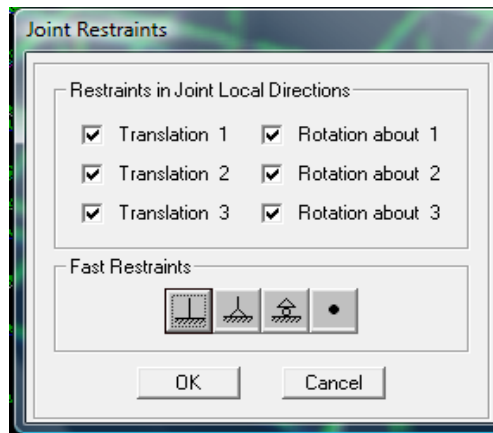 Joint Restraints
Restraints in Joint Local Directions
Translation 1
Rotation about 1
Translation 2
Rotation about 2
Translation 3
Rotation about 3
Fast Restraints
OK
Cancel